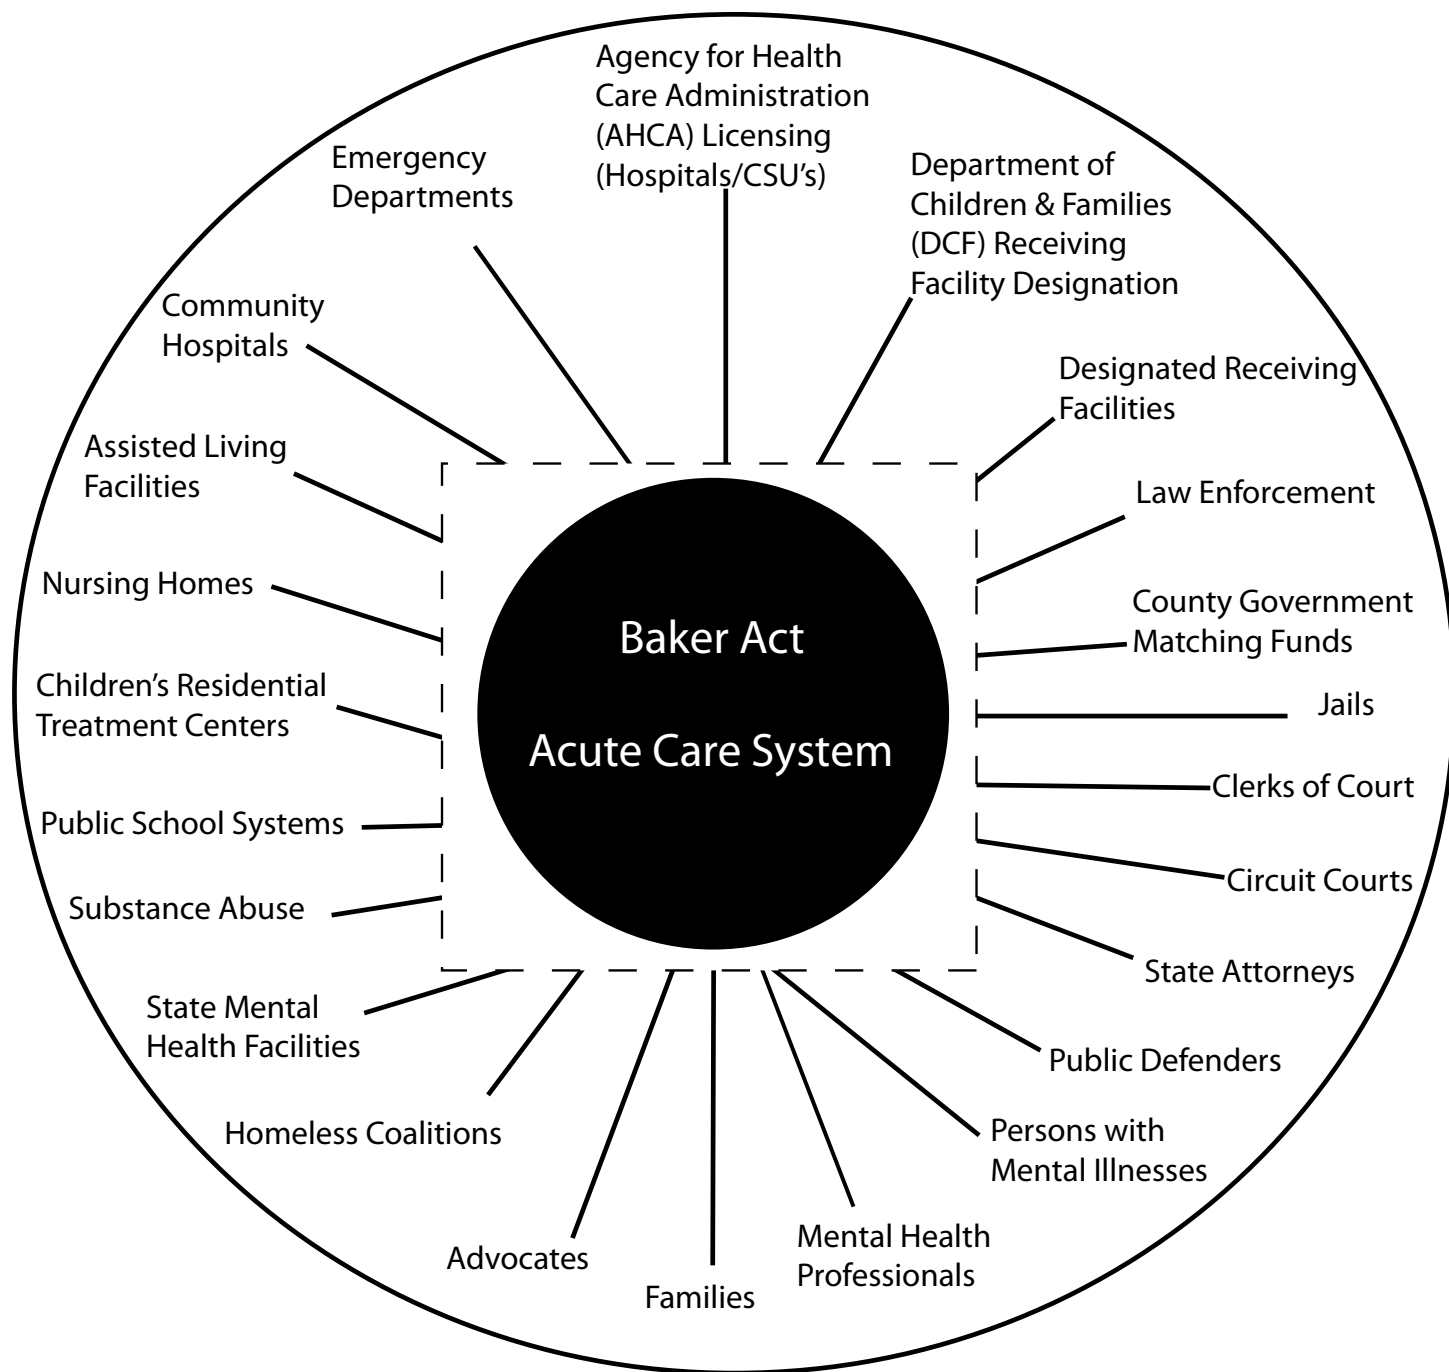 Agency for Health
Care Administration
(AHCA) Licensing
(Hospitals/CSU’s)
Department of
Children & Families
(DCF) Receiving
Facility Designation
Designated Receiving
Facilities
Law Enforcement
County Government
Matching Funds
Jails
Clerks of Court
Circuit Courts
State Attorneys
Public Defenders
Persons with
Mental Illnesses
Mental Health
Professionals
Families
Advocates
Homeless Coalitions
State Mental
Health Facilities
Substance Abuse
Public School Systems
Children’s Residential
Treatment Centers
Nursing Homes
Assisted Living
Facilities
Community
Hospitals
Emergency
Departments
Baker Act
Acute Care System